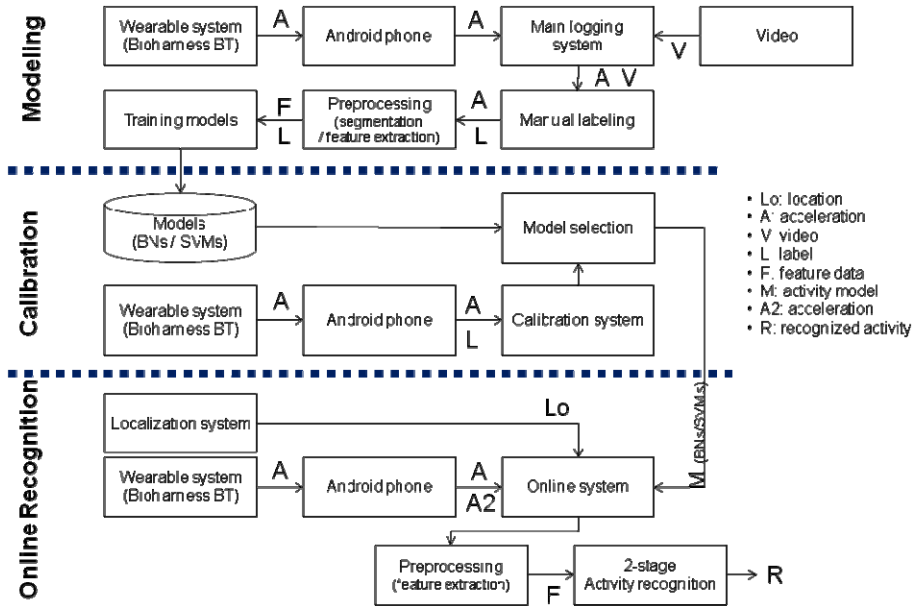 Modeling
Wearable system
(Bioharness BT)
A
Android phone
A
Main logging
system
V
Video
A V
Training models
F
L
Preprocessing
(segmentation
/ feature extraction)
A
L
Manual labeling
Calibration
Models
(BNs / SVMs)
Model selection
Wearable system
(Bioharness BT)
A
Android phone
A
L
Calibration system
• Lo: location
• A: acceleration
• V: video
• L: label
• F: feature data
• M: activity model
• A2: acceleration
• R: recognized activity
Online Recognition
Localization system
Lo
M (BNs/SVMs)
Wearable system
(Bioharness BT)
A
Android phone
A
A2
Online system
Preprocessing
(feature extraction)
F
2-stage
Activity recognition
R